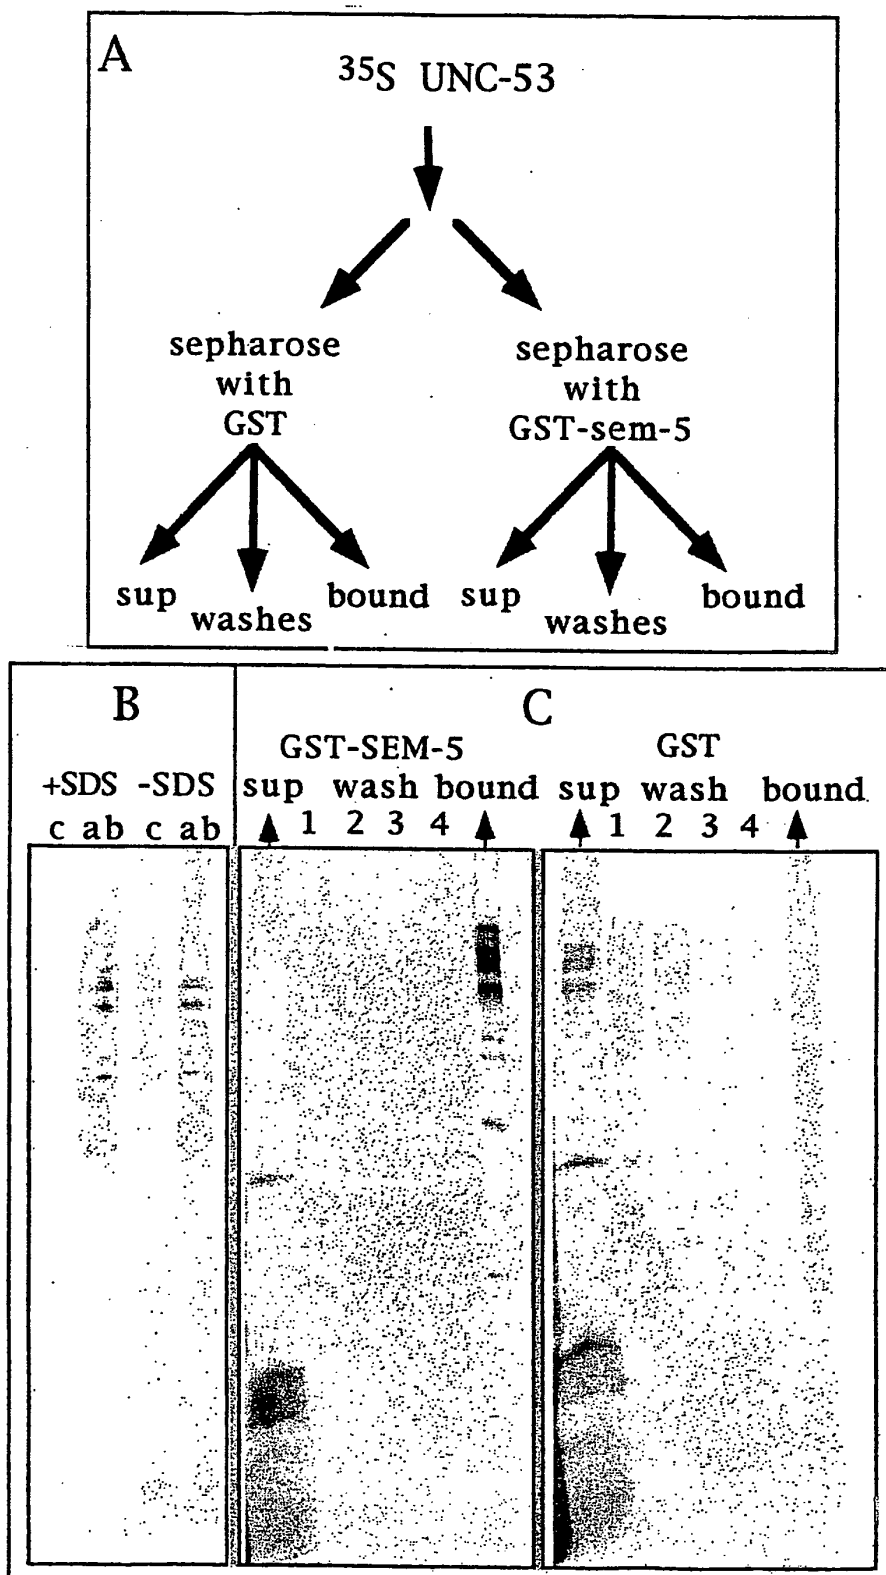 A
³⁵S UNC-53
sepharose with GST
sepharose with GST-sem-5
sup washes bound
sup washes bound
B
+SDS -SDS
c ab c ab
C
GST-SEM-5
sup wash bound
1 2 3 4
GST
sup wash bound
1 2 3 4